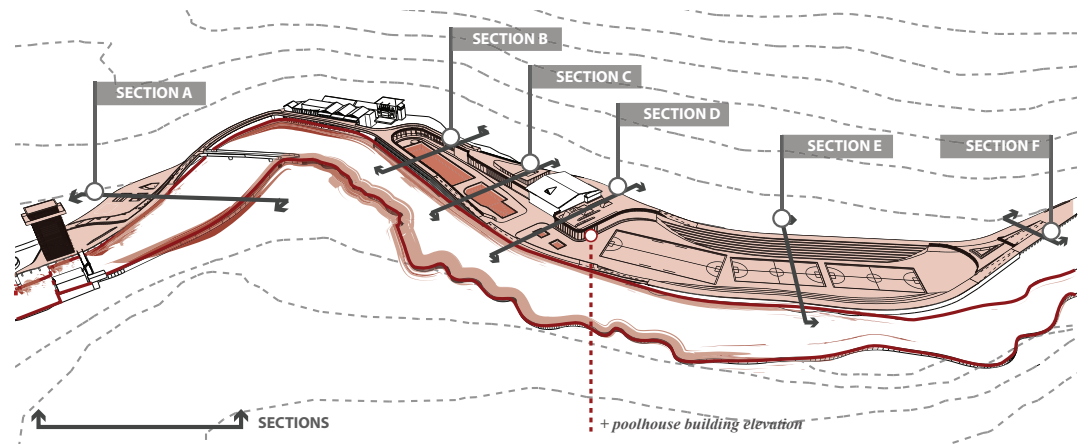 SECTION B
SECTION C
SECTION A
SECTION D
SECTION E
SECTION F
SECTIONS
+ poolhouse building elevation